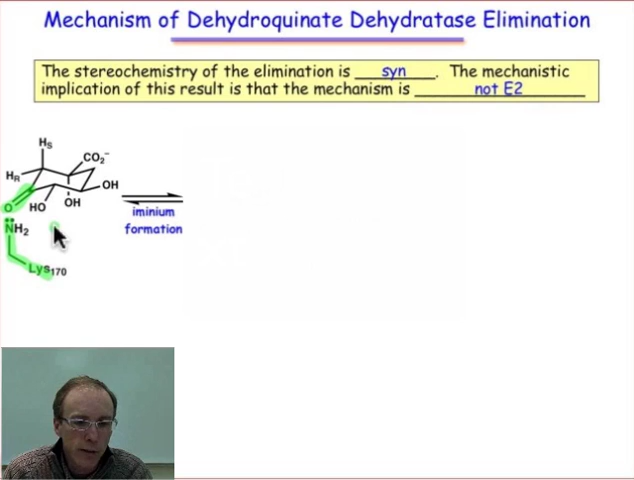 Mechanism of Dehydroquinate Dehydratase Elimination
The stereochemistry of the elimination is syn. The mechanistic
implication of this result is that the mechanism is not E2
HS
CO2⁻
HR
OH
O
HO
OH
iminium
formation
NH2
Lys170